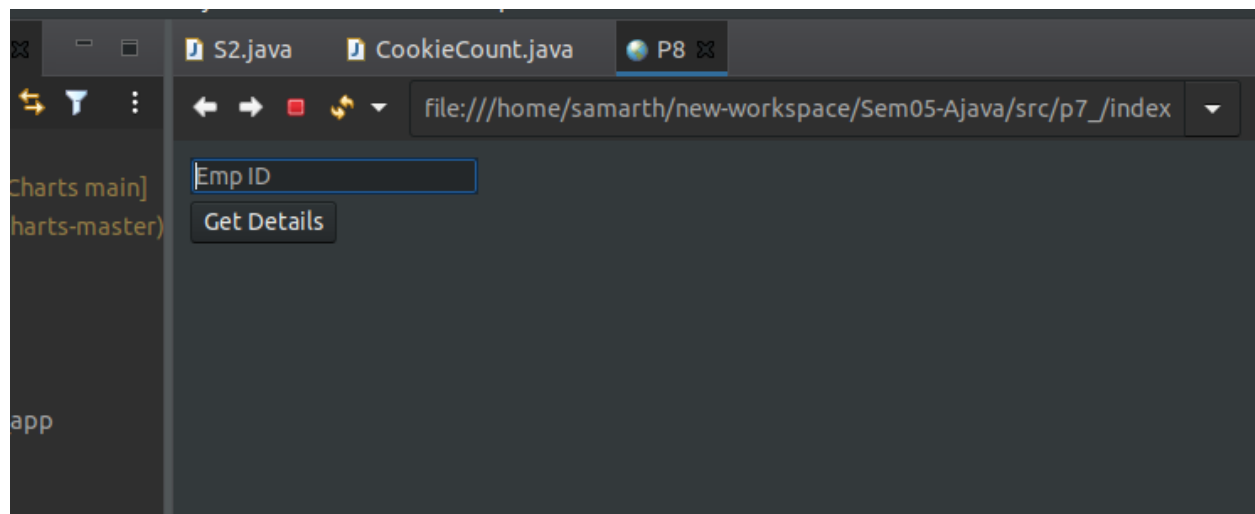 S2.java CookieCount.java P8
file:///home/samarth/new-workspace/Sem05-Ajava/src/p7_/index
Emp ID
Charts main]
Get Details
harts-master)
app